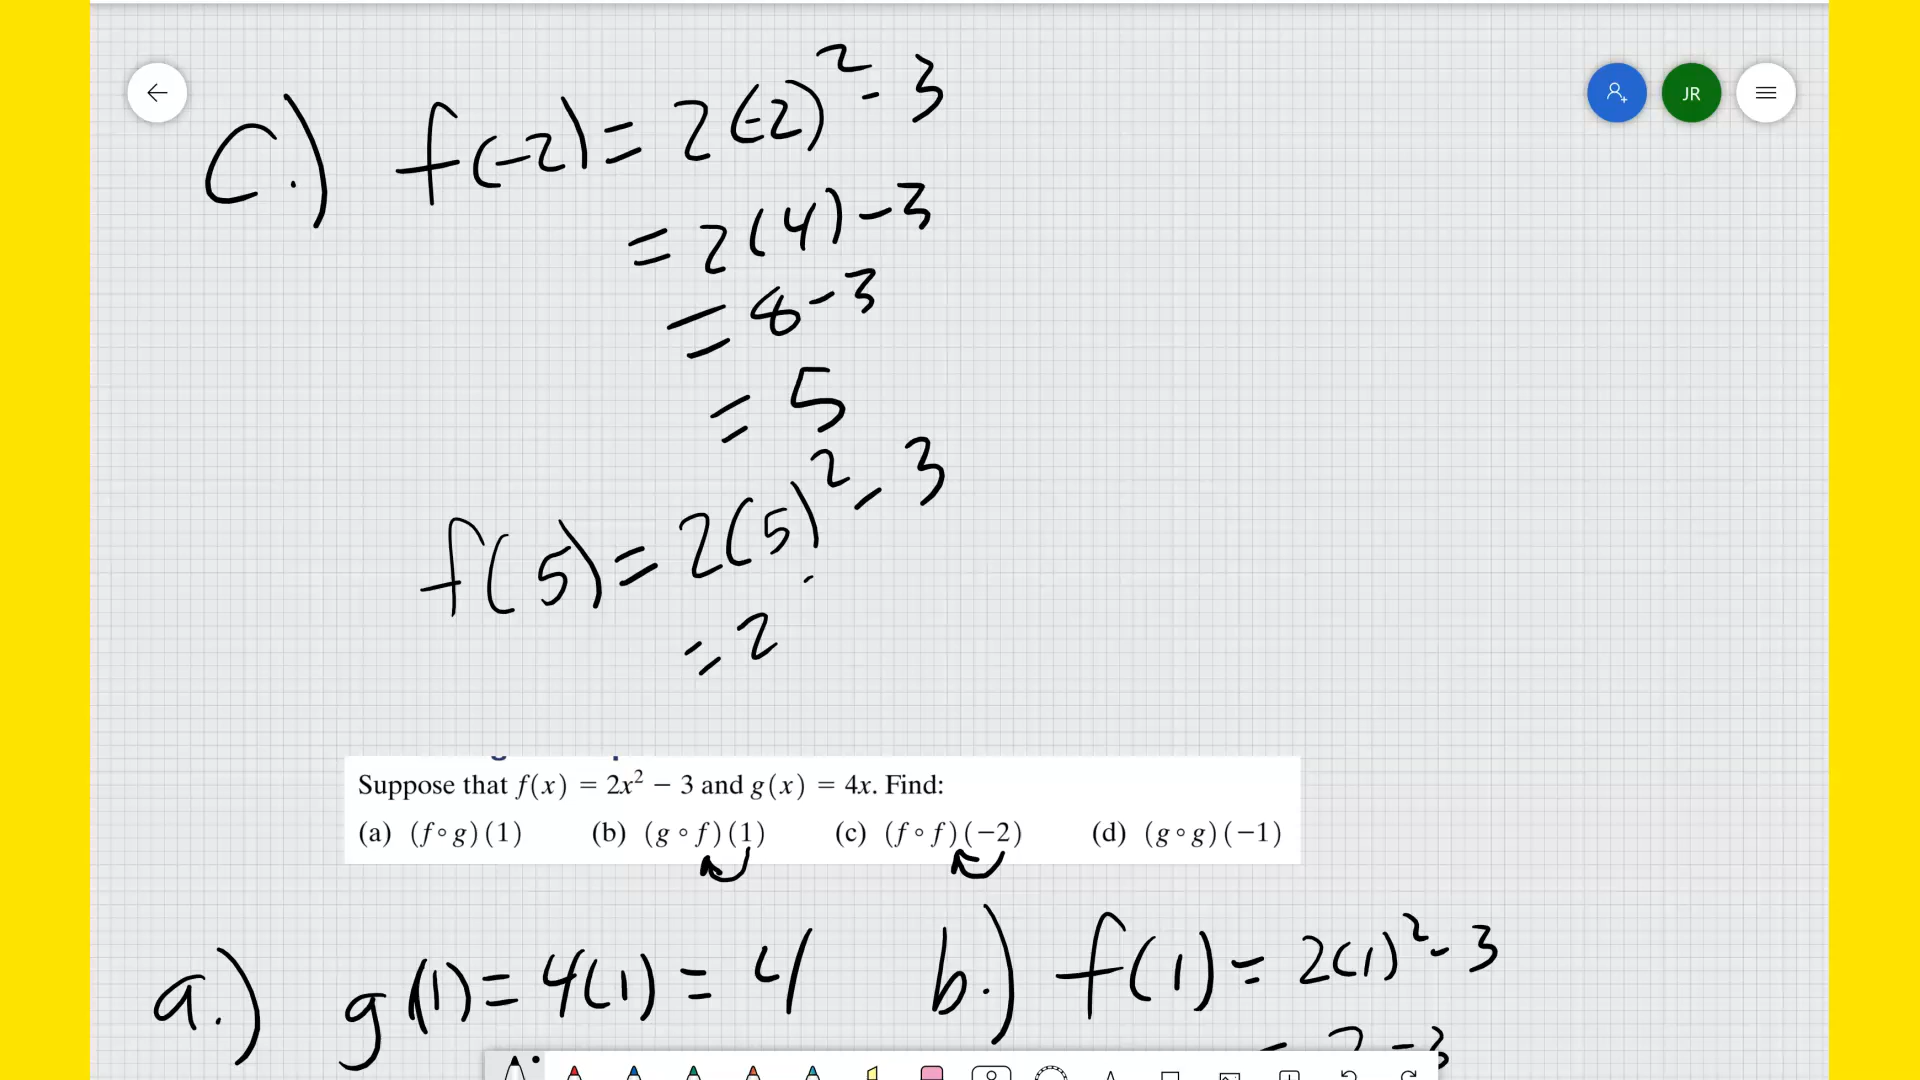 JR
c.) f(-2) = 2(-2)² - 3
= 2(4) - 3
= 8 - 3
= 5
f(5) = 2(5)² - 3
= 2
Suppose that f(x) = 2x² − 3 and g(x) = 4x. Find:
(a) (f∘g)(1) (b) (g∘f)(1) (c) (f∘f)(−2) (d) (g∘g)(−1)
a.) g(1) = 4(1) = 4 b.) f(1) = 2(1)² - 3
= 2 - 3